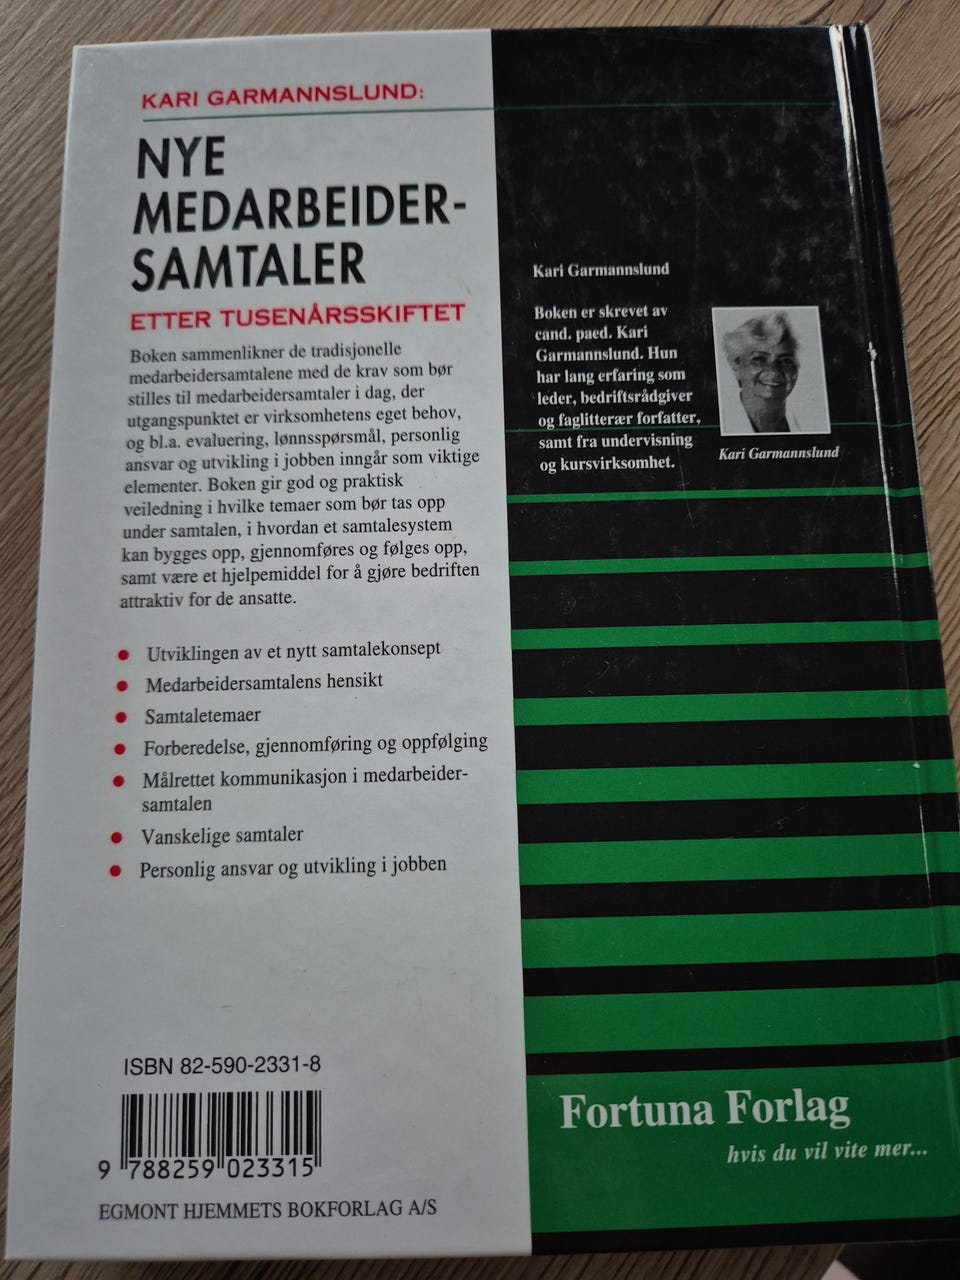 KARI GARMANNSLUND:
NYE
MEDARBEIDER-
SAMTALER
ETTER TUSENÅRSSKIFTET
Boken sammenlikner de tradisjonelle
medarbeidersamtalene med de krav som bør
stilles til medarbeidersamtaler i dag, der
utgangspunktet er virksomhetens eget behov,
og bl.a. evaluering, lønnsspørsmål, personlig
ansvar og utvikling i jobben inngår som viktige
elementer. Boken gir god og praktisk
veiledning i hvilke temaer som bør tas opp
under samtalen, i hvordan et samtalesystem
kan bygges opp, gjennomføres og følges opp,
samt være et hjelpemiddel for å gjøre bedriften
attraktiv for de ansatte.
• Utviklingen av et nytt samtalekonsept
• Medarbeidersamtalens hensikt
• Samtaletemaer
• Forberedelse, gjennomføring og oppfølging
• Målrettet kommunikasjon i medarbeider-
samtalen
• Vanskelige samtaler
• Personlig ansvar og utvikling i jobben
ISBN 82-590-2331-8
9 788259 023315
EGMONT HJEMMETS BOKFORLAG A/S
Kari Garmannslund
Boken er skrevet av
cand. paed. Kari
Garmannslund. Hun
har lang erfaring som
leder, bedriftsrådgiver
og faglitterær forfatter,
samt fra undervisning
og kursvirksomhet.
Kari Garmannslund
Fortuna Forlag
hvis du vil vite mer...